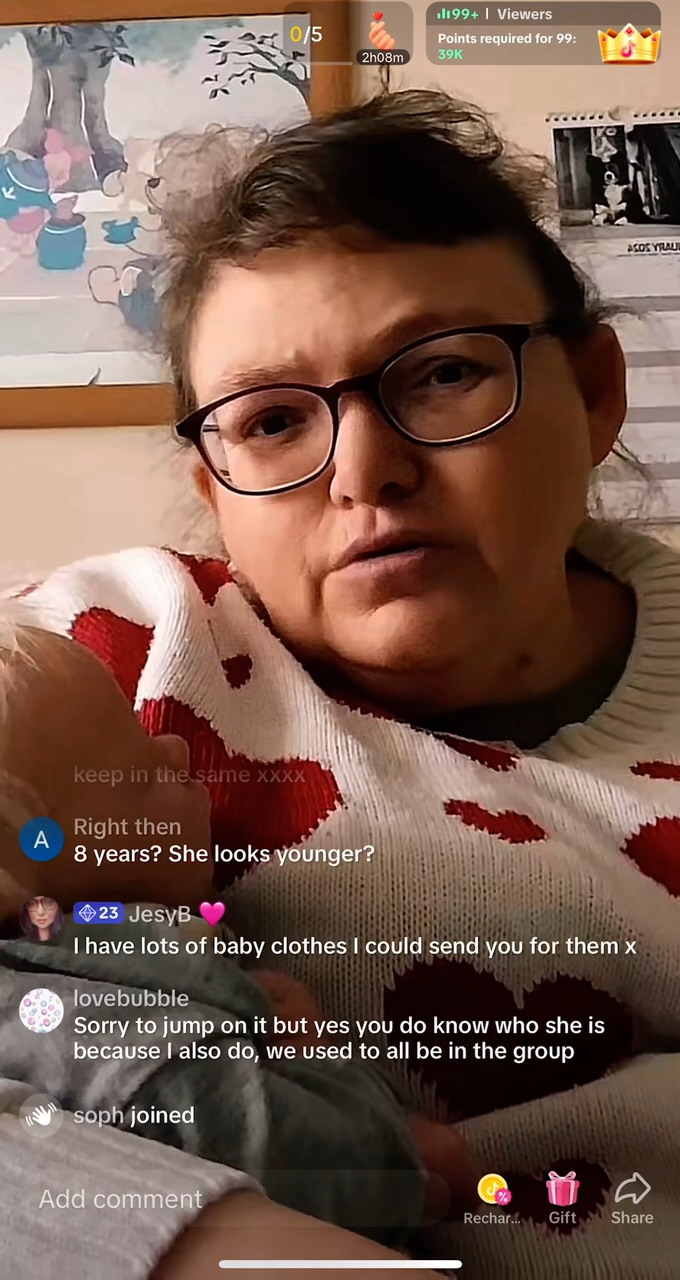 0/5
2h08m
99+ | Viewers
Points required for 99:
39K
keep in the same xxxx
A
Right then
8 years? She looks younger?
23 JesyB 🩷
I have lots of baby clothes I could send you for them x
lovebubble
Sorry to jump on it but yes you do know who she is
because I also do, we used to all be in the group
soph joined
Add comment
Rechar...
Gift
Share